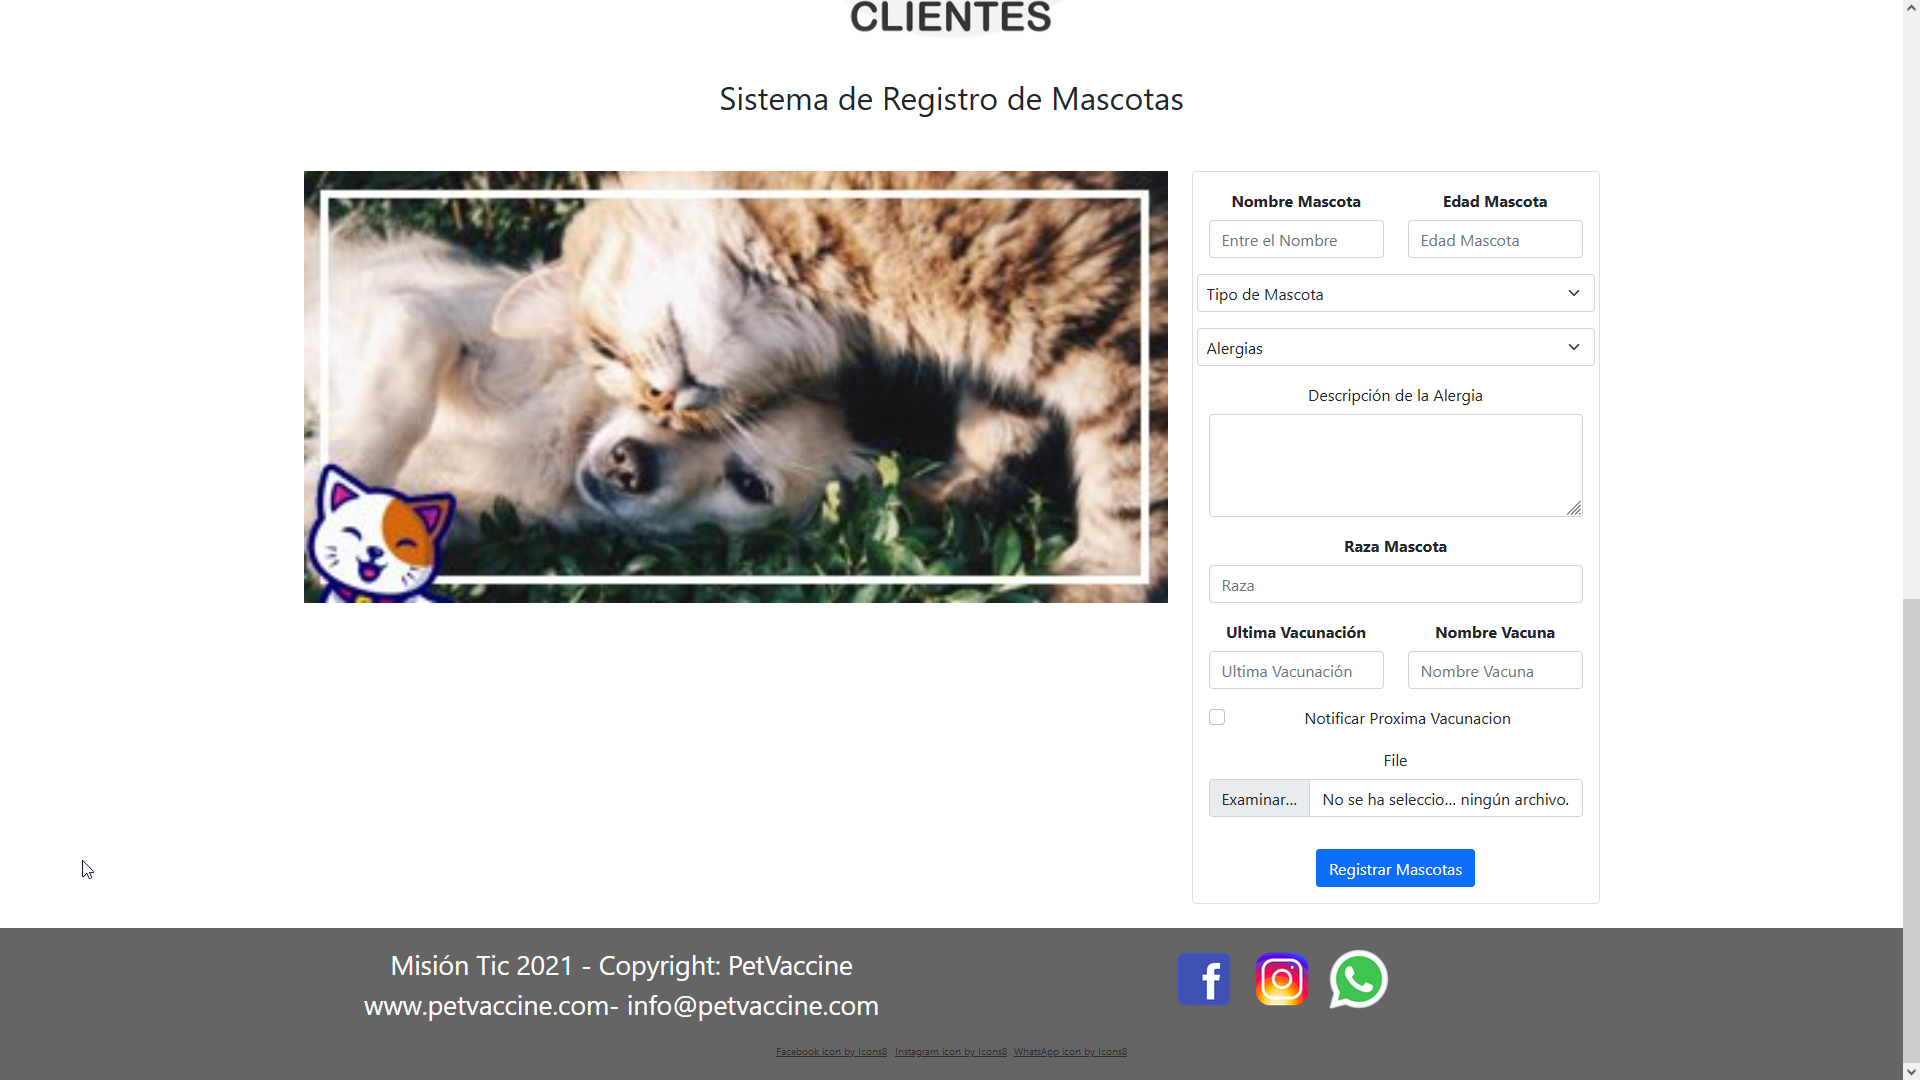 CLIENTES
Sistema de Registro de Mascotas
Nombre Mascota
Edad Mascota
Entre el Nombre
Edad Mascota
Tipo de Mascota
Alergias
Descripción de la Alergia
Raza Mascota
Raza
Ultima Vacunación
Nombre Vacuna
Ultima Vacunación
Nombre Vacuna
Notificar Proxima Vacunacion
File
Examinar... No se ha seleccio... ningún archivo.
Registrar Mascotas
Misión Tic 2021 - Copyright: PetVaccine
www.petvaccine.com- info@petvaccine.com
Facebook icon by Icons8 Instagram icon by Icons8 WhatsApp icon by Icons8